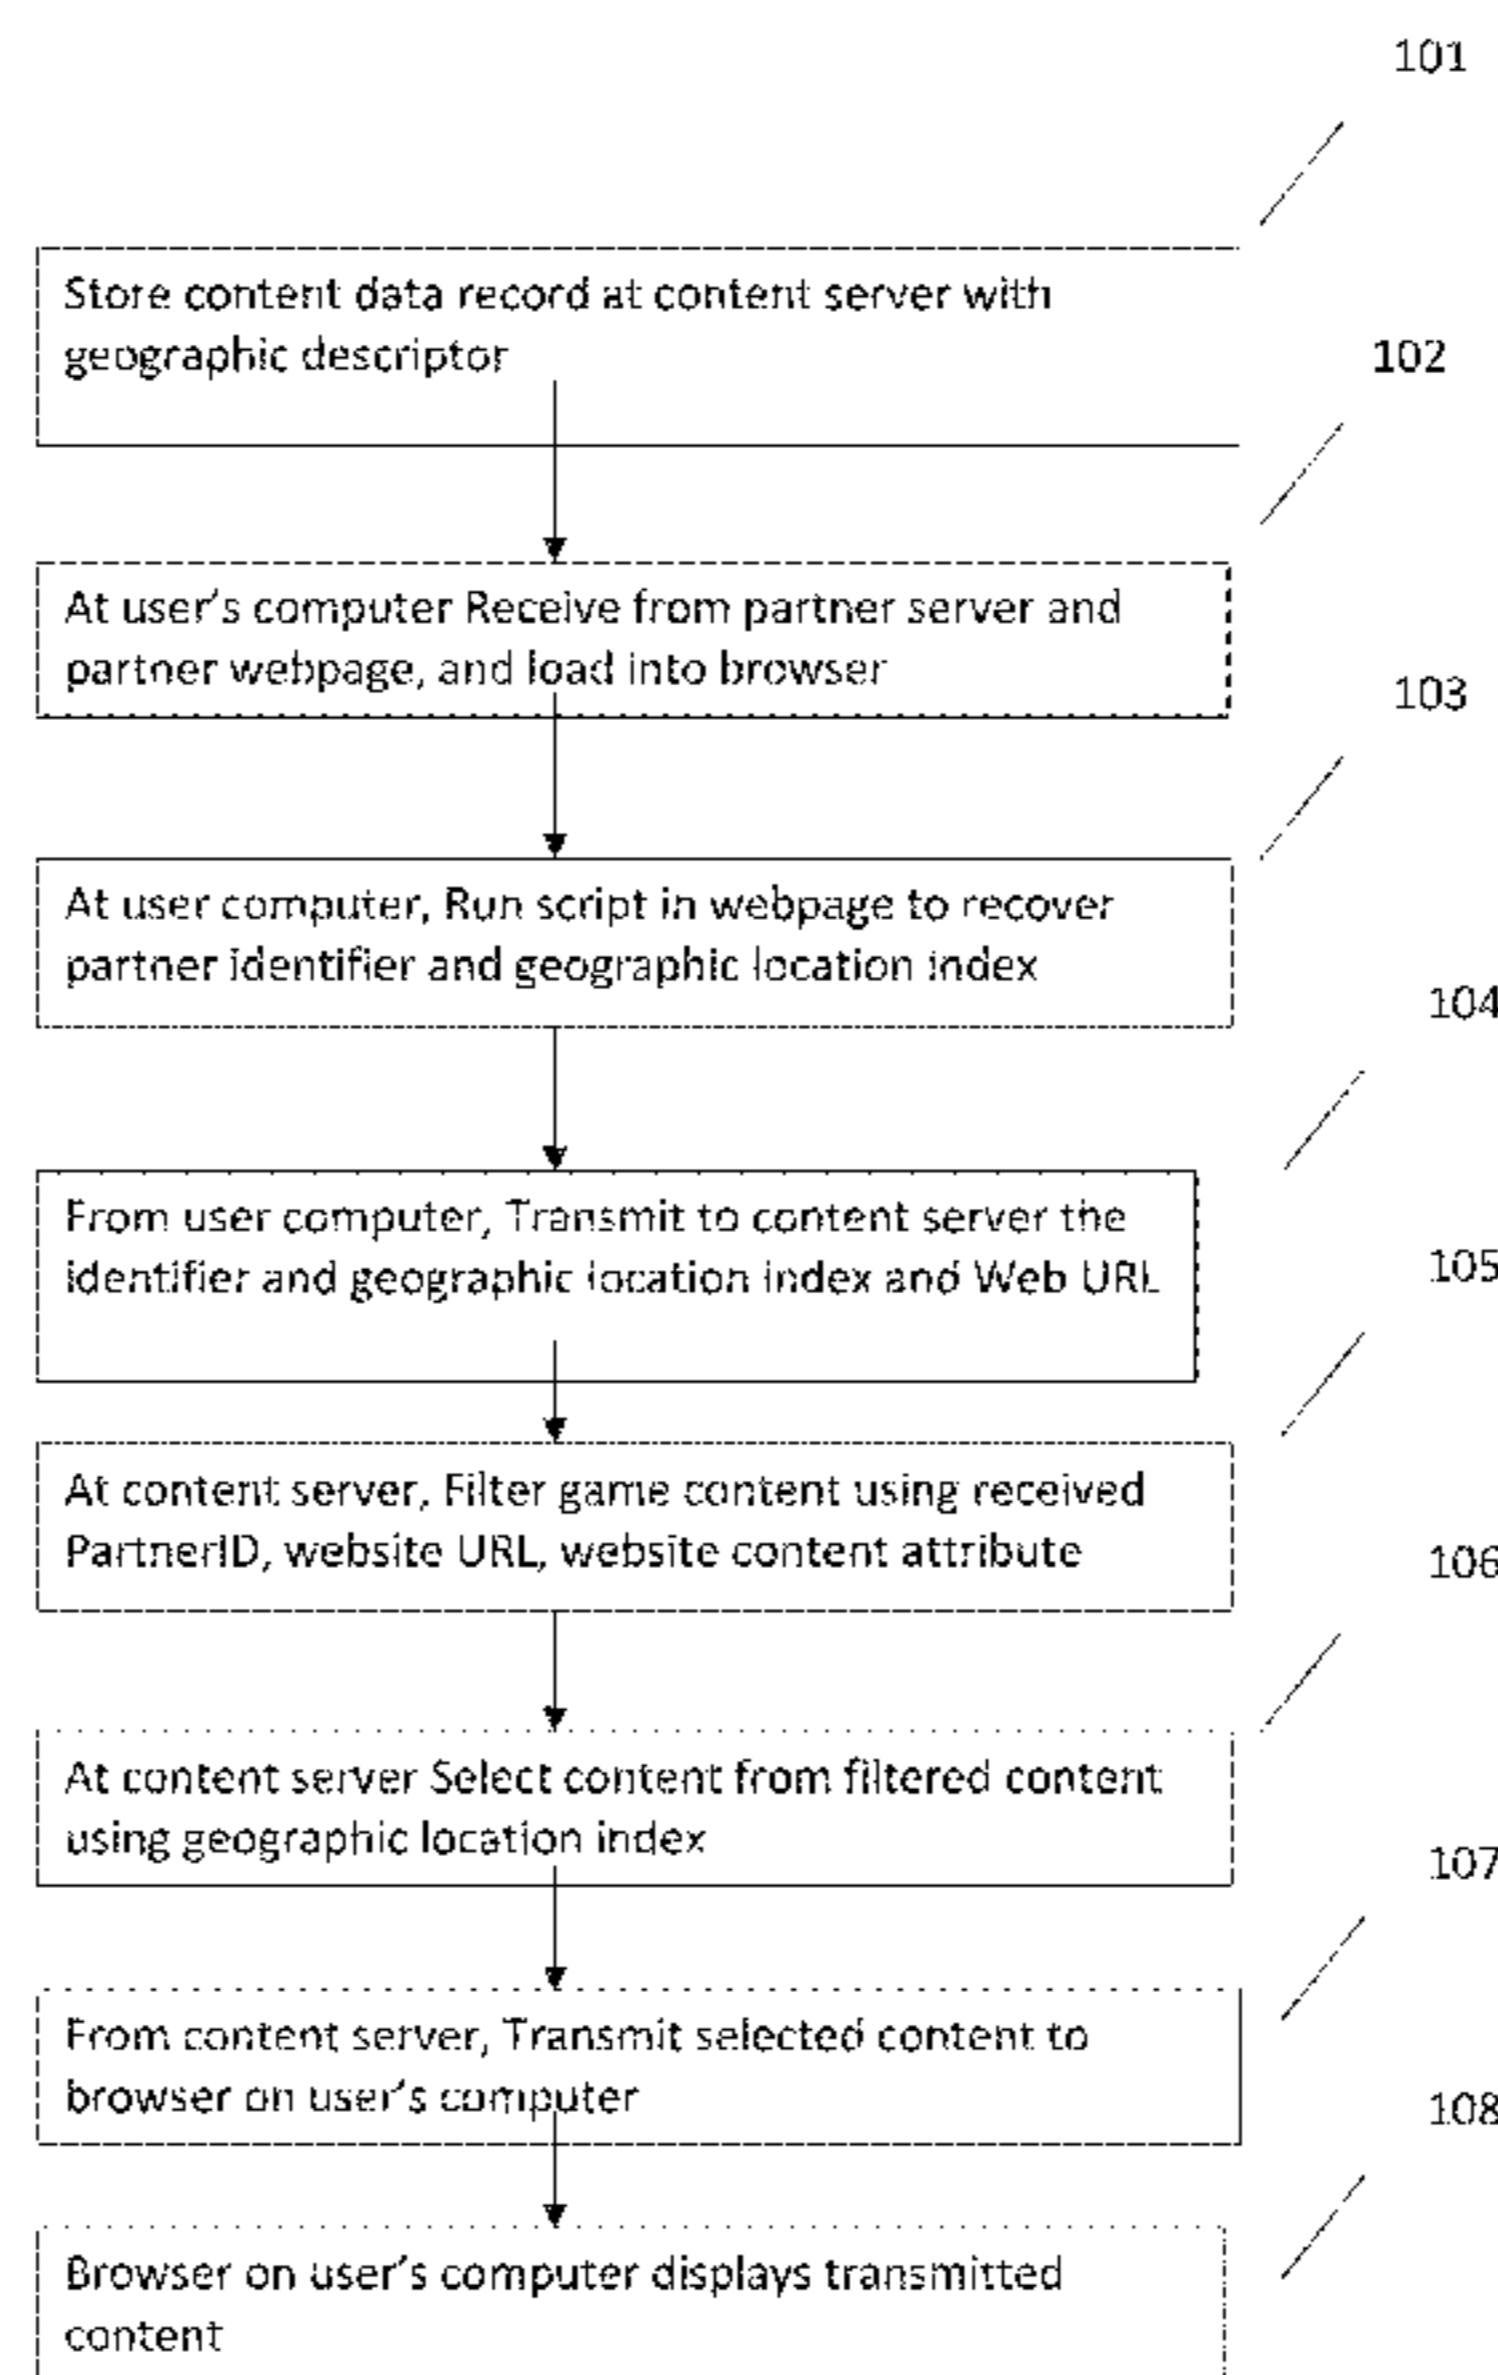 101
Store content data record at content server with
geographic descriptor
102
At user's computer Receive from partner server and
partner webpage, and load into browser
103
At user computer, Run script in webpage to recover
partner identifier and geographic location index
104
From user computer, Transmit to content server the
identifier and geographic location index and Web URL
105
At content server, Filter game content using received
PartnerID, website URL, website content attribute
106
At content server Select content from filtered content
using geographic location index
107
From content server, Transmit selected content to
browser on user's computer
108
Browser on user's computer displays transmitted
content